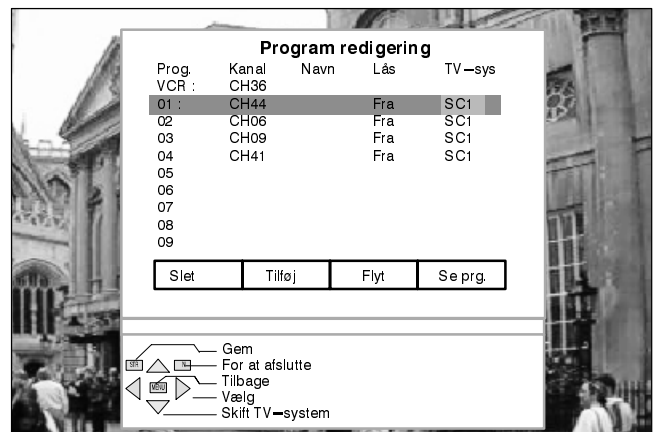 Program redigering
Prog. Kanal Navn Lås TV–sys
VCR : CH36
01 : CH44 Fra SC1
02 CH06 Fra SC1
03 CH09 Fra SC1
04 CH41 Fra SC1
05
06
07
08
09
Slet Tilføj Flyt Se prg.
Gem
STR N For at afslutte
MENU Tilbage
Vælg
Skift TV–system